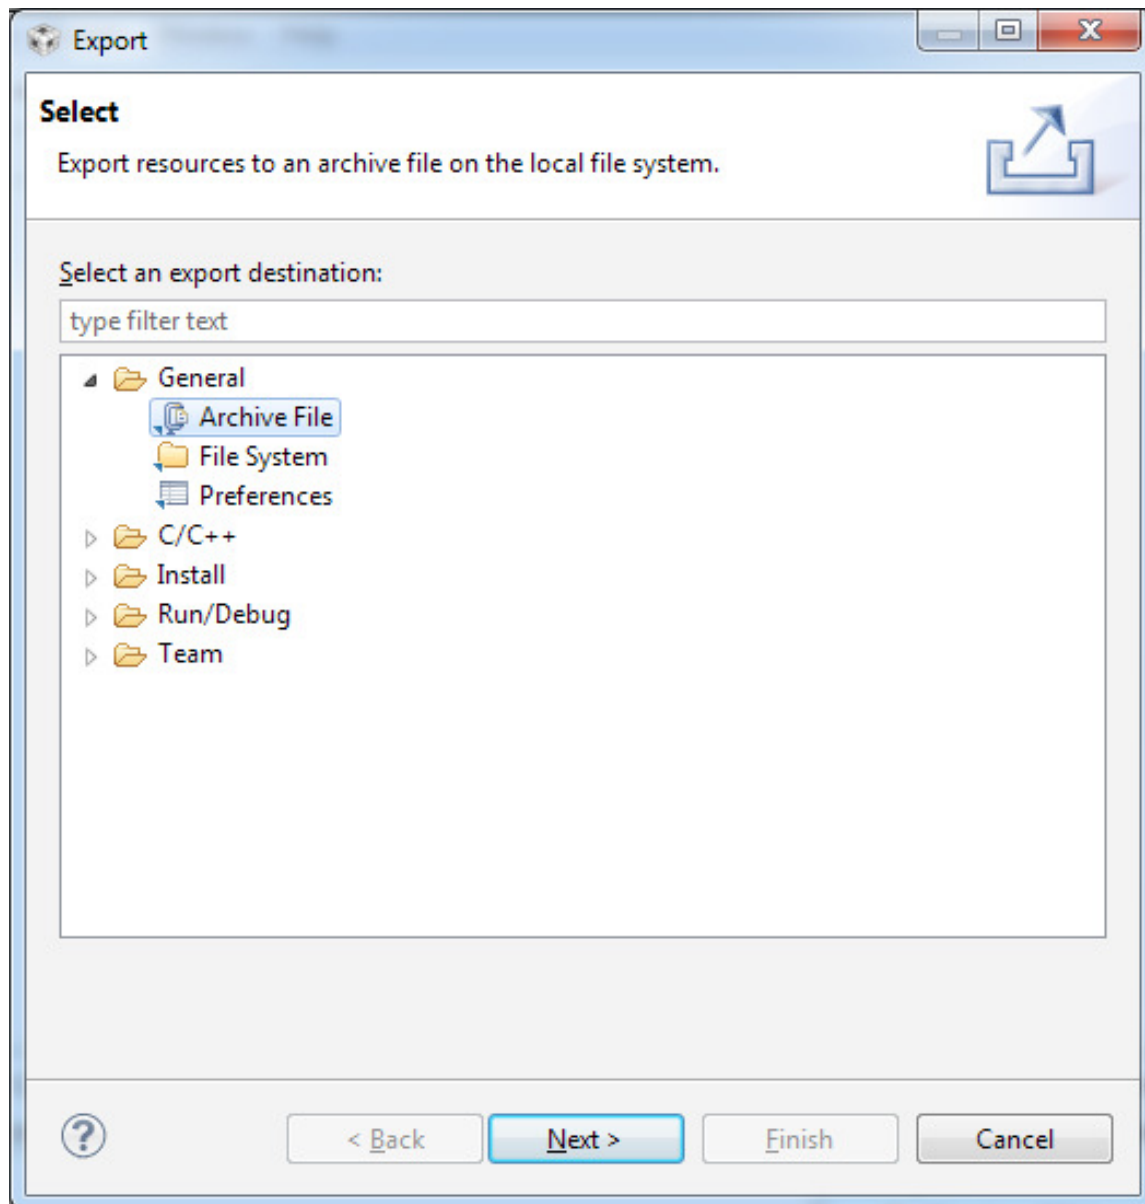 Export
Select
Export resources to an archive file on the local file system.
Select an export destination:
type filter text
General
Archive File
File System
Preferences
C/C++
Install
Run/Debug
Team
? < Back Next > Finish Cancel